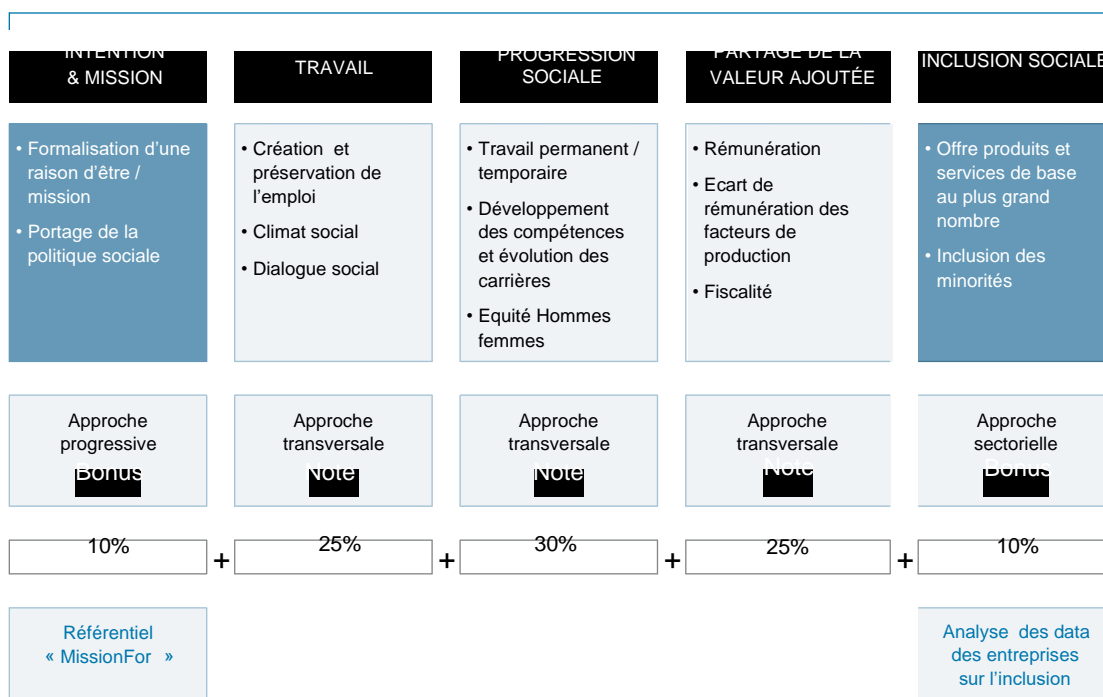 INTENTION
& MISSION
TRAVAIL
PROGRESSION
SOCIALE
PARTAGE DE LA
VALEUR AJOUTÉE
INCLUSION SOCIALE
• Formalisation d’une
raison d’être /
mission
• Portage de la
politique sociale
• Création et
préservation de
l’emploi
• Climat social
• Dialogue social
• Travail permanent /
temporaire
• Développement
des compétences
et évolution des
carrières
• Equité Hommes
femmes
• Rémunération
• Ecart de
rémunération des
facteurs de
production
• Fiscalité
• Offre produits et
services de base
au plus grand
nombre
• Inclusion des
minorités
Approche
progressive
Bonus
Approche
transversale
Note
Approche
transversale
Note
Approche
transversale
Note
Approche
sectorielle
Bonus
10%
+
25%
+
30%
+
25%
+
10%
Référentiel
« MissionFor »
Analyse des data
des entreprises
sur l’inclusion